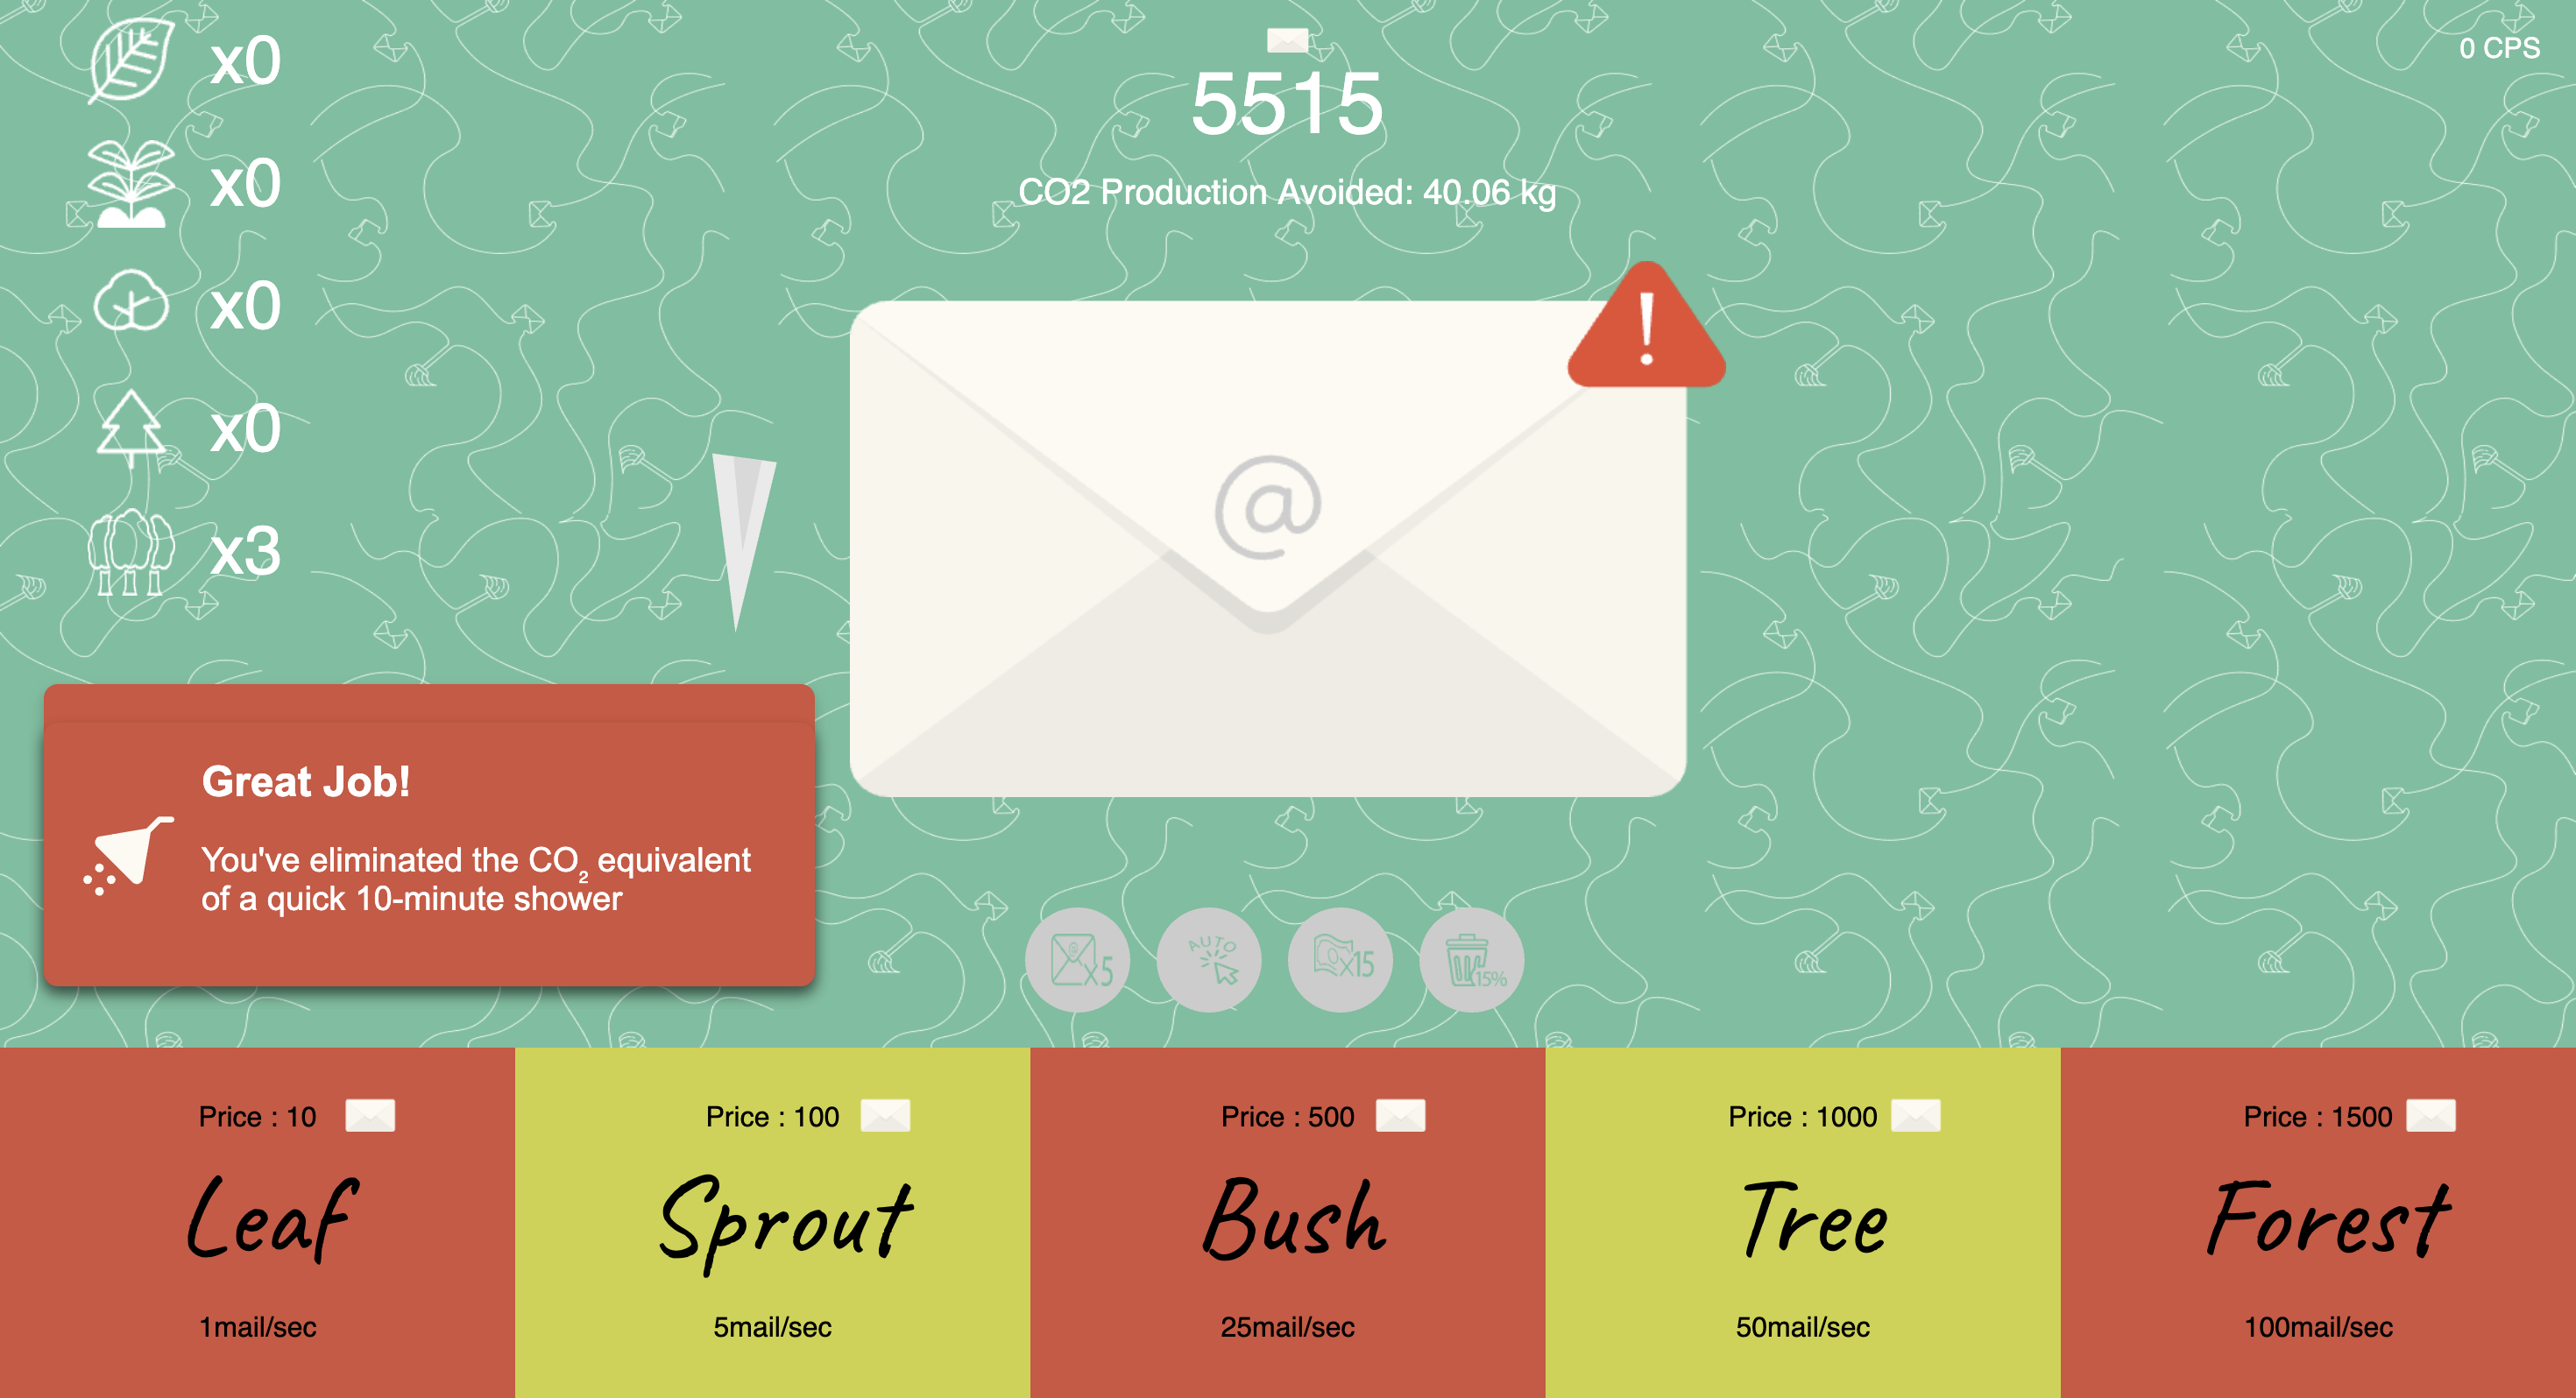 x0
5515
0 CPS
x0
CO2 Production Avoided: 40.06 kg
x0
!
x0
@
x3
Great Job!
You've eliminated the CO₂ equivalent
of a quick 10-minute shower
X5
AUTO
X15
15%
Price : 10
Leaf
1mail/sec
Price : 100
Sprout
5mail/sec
Price : 500
Bush
25mail/sec
Price : 1000
Tree
50mail/sec
Price : 1500
Forest
100mail/sec